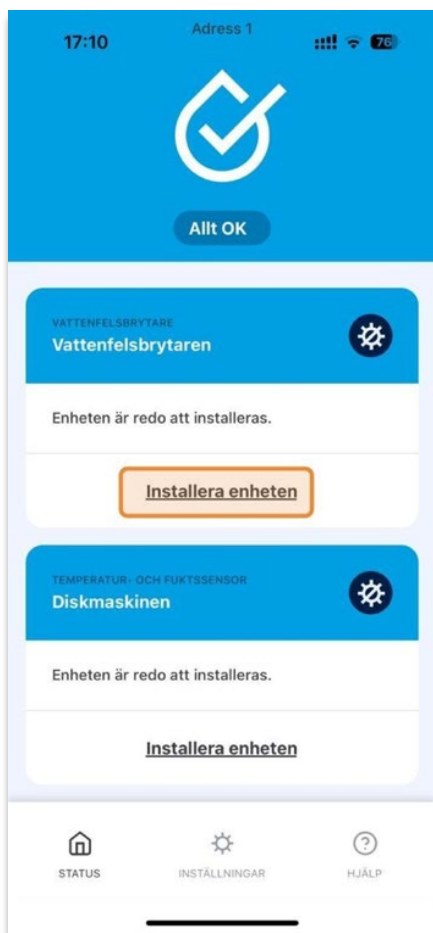 Adress 1
17:10
76
Allt OK
VATTENFELSBRYTARE
Vattenfelsbrytaren
Enheten är redo att installeras.
Installera enheten
TEMPERATUR- OCH FUKTSSENSOR
Diskmaskinen
Enheten är redo att installeras.
Installera enheten
STATUS
INSTÄLLNINGAR
HJÄLP